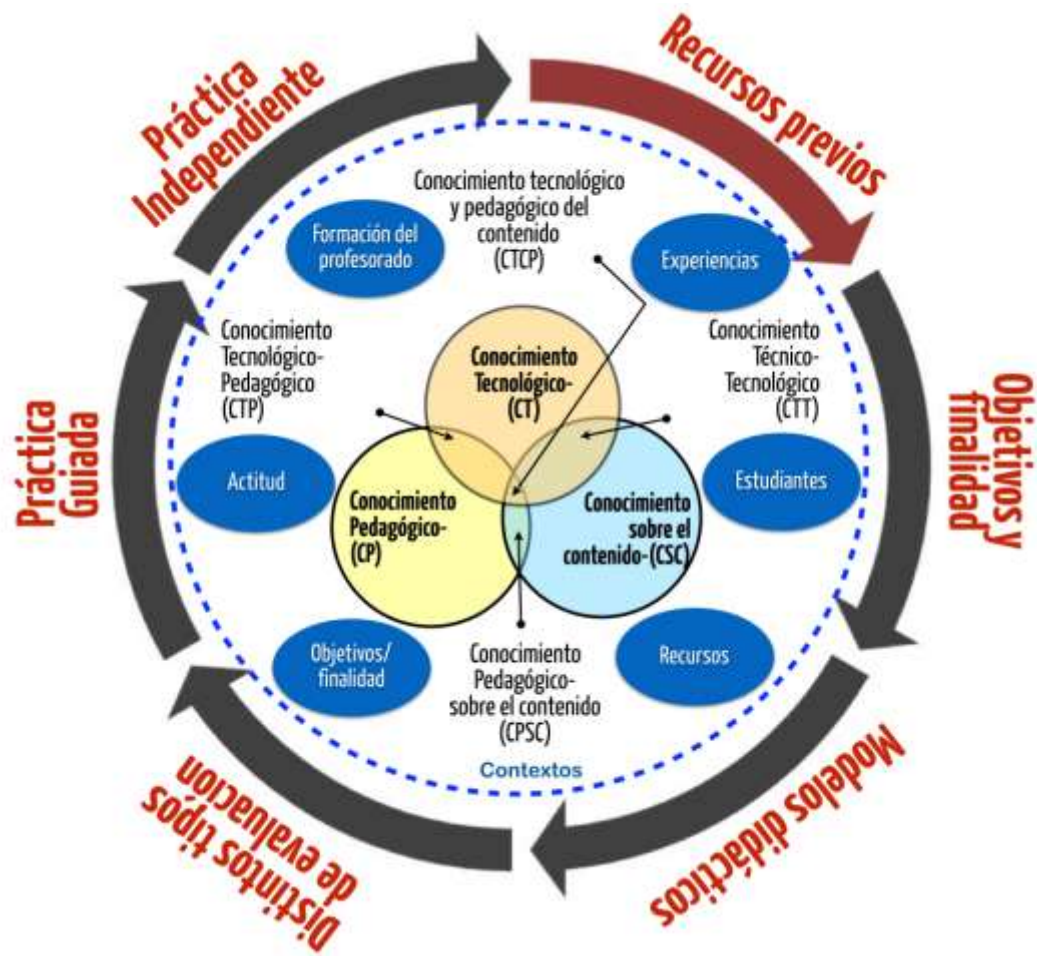 Práctica
Independiente
Recursos previos
Conocimiento tecnológico
y pedagógico del
contenido
(CTCP)
Formación del
profesorado
Experiencias
Conocimiento
Tecnológico-
Pedagógico
(CTP)
Conocimiento
Tecnológico-
(CT)
Conocimiento
Técnico-
Tecnológico
(CTT)
Objetivos y
finalidad
Práctica
Guiada
Actitud
Conocimiento
Pedagógico-
(CP)
Conocimiento
sobre el
contenido-(CSC)
Estudiantes
Objetivos/
finalidad
Conocimiento
Pedagógico-
sobre el contenido
(CPSC)
Recursos
Contextos
Distintos tipos
de evaluacion
Modelos didácticos